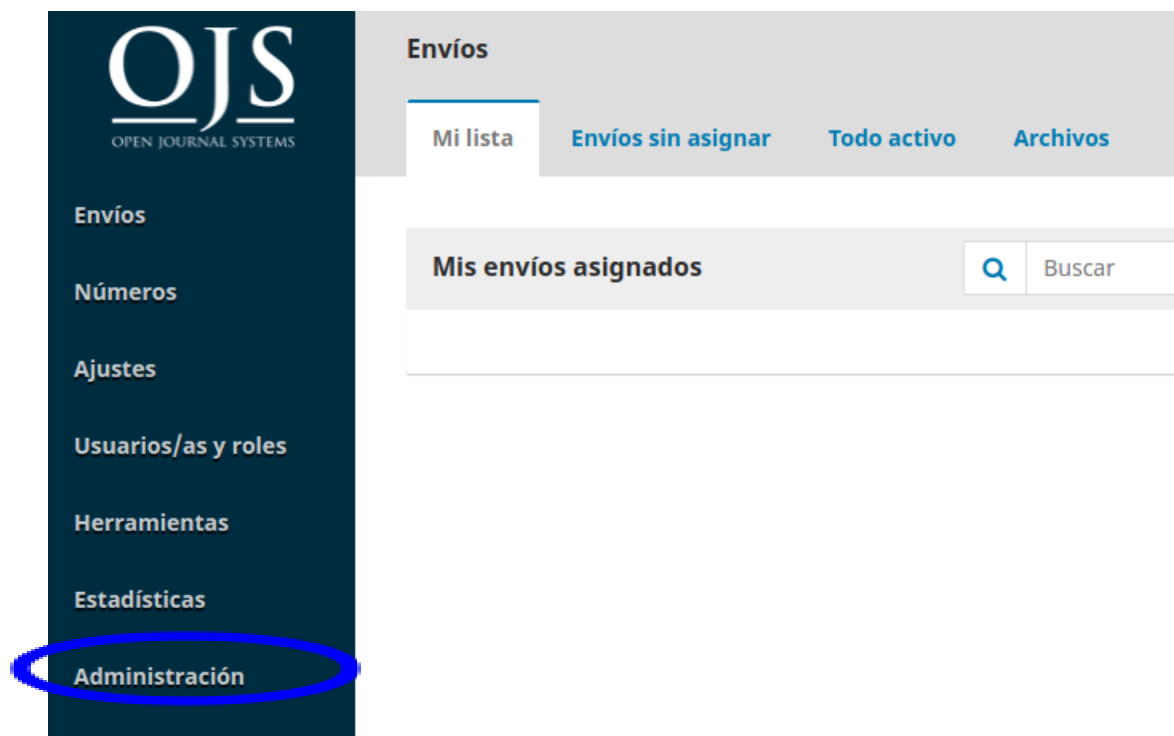 OJS
OPEN JOURNAL SYSTEMS
Envíos
Números
Ajustes
Usuarios/as y roles
Herramientas
Estadísticas
Administración
Envíos
Mi lista Envíos sin asignar Todo activo Archivos
Mis envíos asignados Buscar